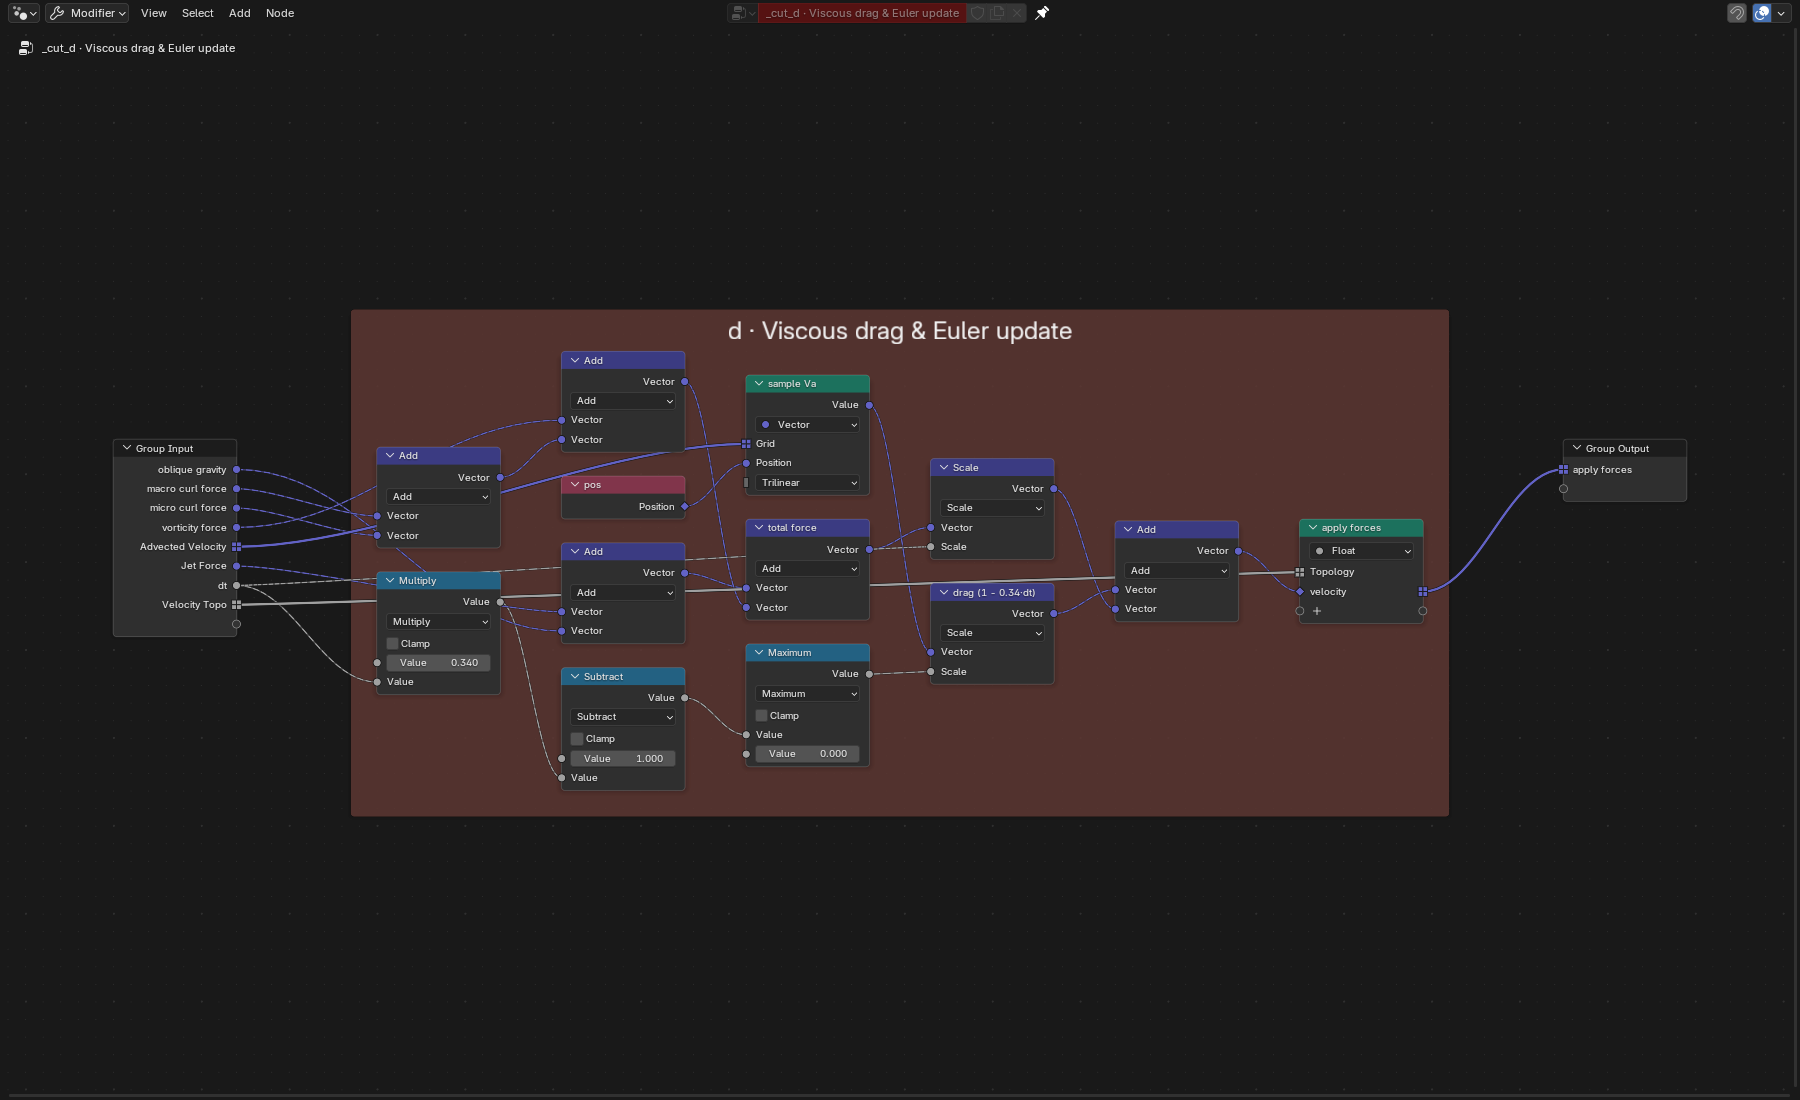 Modifier View Select Add Node
_cut_d · Viscous drag & Euler update
_cut_d · Viscous drag & Euler update
d · Viscous drag & Euler update
Group Input
oblique gravity
macro curl force
micro curl force
vorticity force
Advected Velocity
Jet Force
dt
Velocity Topo
Add
Vector
Add
Vector
Vector
Multiply
Value
Multiply
Clamp
Value 0.340
Value
Add
Vector
Add
Vector
Vector
pos
Position
Add
Vector
Add
Vector
Vector
Subtract
Value
Subtract
Clamp
Value 1.000
Value
sample Va
Value
Vector
Grid
Position
Trilinear
total force
Vector
Add
Vector
Vector
Maximum
Value
Maximum
Clamp
Value
Value 0.000
Scale
Vector
Scale
Vector
Scale
drag (1 - 0.34·dt)
Vector
Scale
Vector
Scale
Add
Vector
Add
Vector
Vector
apply forces
Float
Topology
velocity
Group Output
apply forces